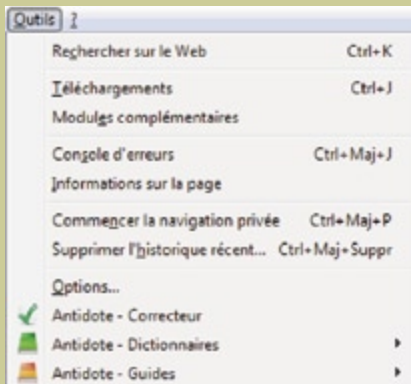 Outils ?
Rechercher sur le Web Ctrl+K
Téléchargements Ctrl+J
Modules complémentaires
Console d'erreurs Ctrl+Maj+J
Informations sur la page
Commencer la navigation privée Ctrl+Maj+P
Supprimer l'historique récent... Ctrl+Maj+Suppr
Options...
Antidote - Correcteur
Antidote - Dictionnaires
Antidote - Guides